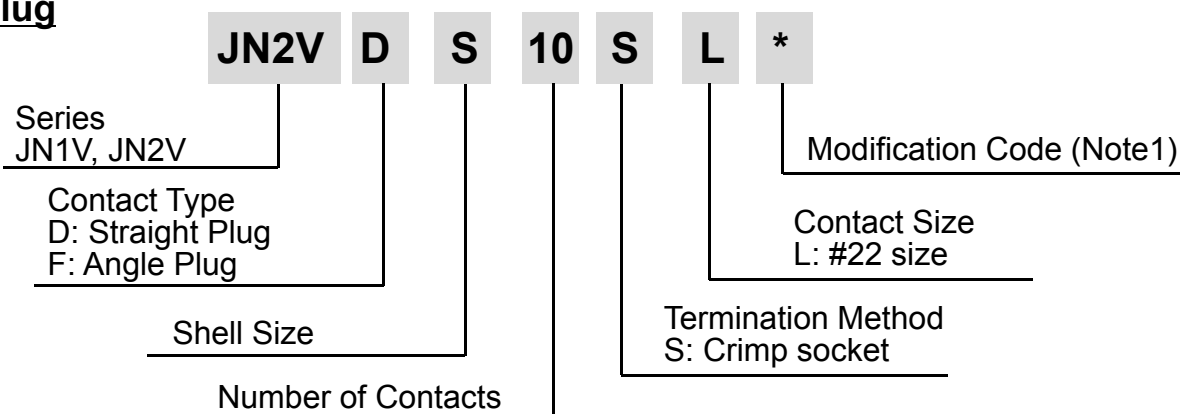 JN2V D S 10 S L *
Series
JN1V, JN2V
Modification Code (Note1)
Contact Type
D: Straight Plug
F: Angle Plug
Contact Size
L: #22 size
Shell Size
Termination Method
S: Crimp socket
Number of Contacts